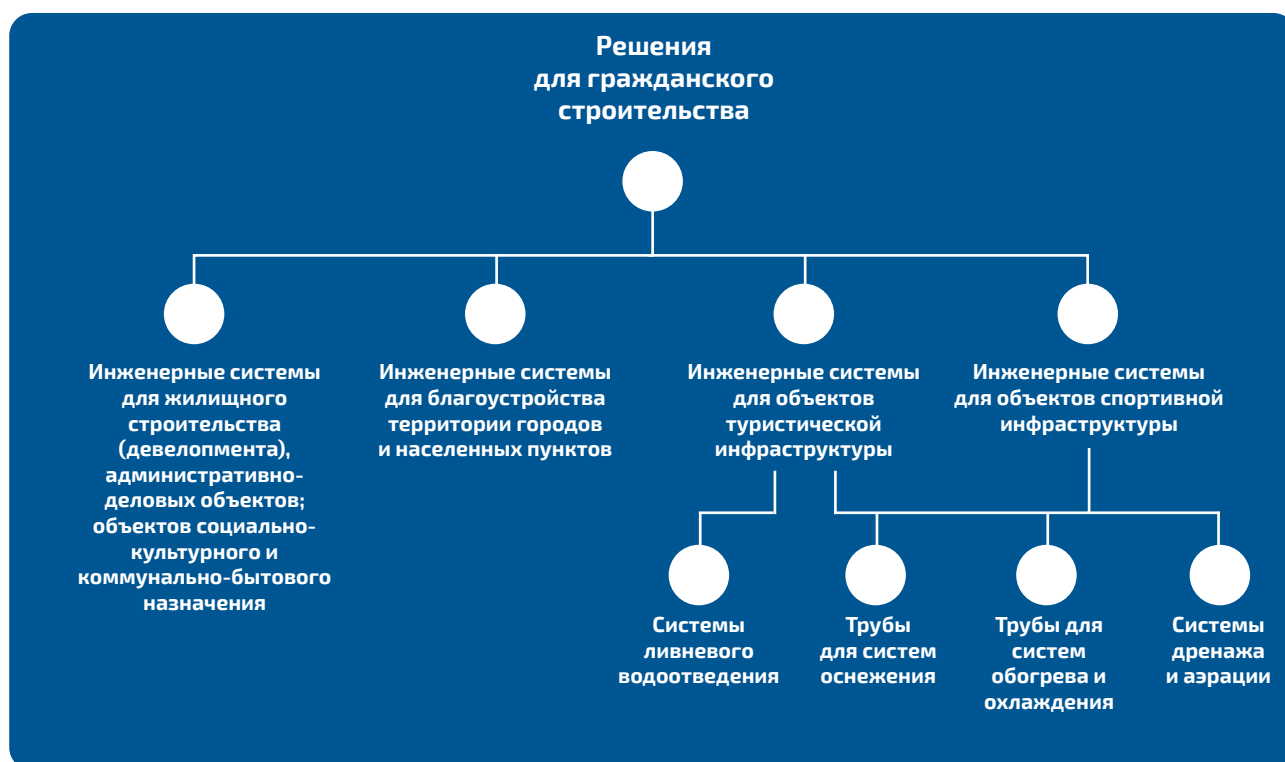 Решения
для гражданского
строительства
Инженерные системы
для жилищного
строительства
(девелопмента),
административно-
деловых объектов;
объектов социально-
культурного и
коммунально-бытового
назначения
Инженерные системы
для благоустройства
территории городов
и населенных пунктов
Инженерные системы
для объектов
туристической
инфраструктуры
Инженерные системы
для объектов спортивной
инфраструктуры
Системы
ливневого
водоотведения
Трубы
для систем
оснежения
Трубы для
систем
обогрева и
охлаждения
Системы
дренажа
и аэрации